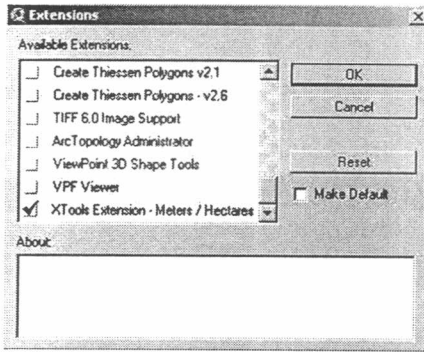 Extensions
Available Extensions:
Create Thiessen Polygons v2.1
Create Thiessen Polygons - v2.6
TIFF 6.0 Image Support
ArcTopology Administrator
ViewPoint 3D Shape Tools
VPF Viewer
XTools Extension - Meters / Hectares
OK
Cancel
Reset
Make Default
About: